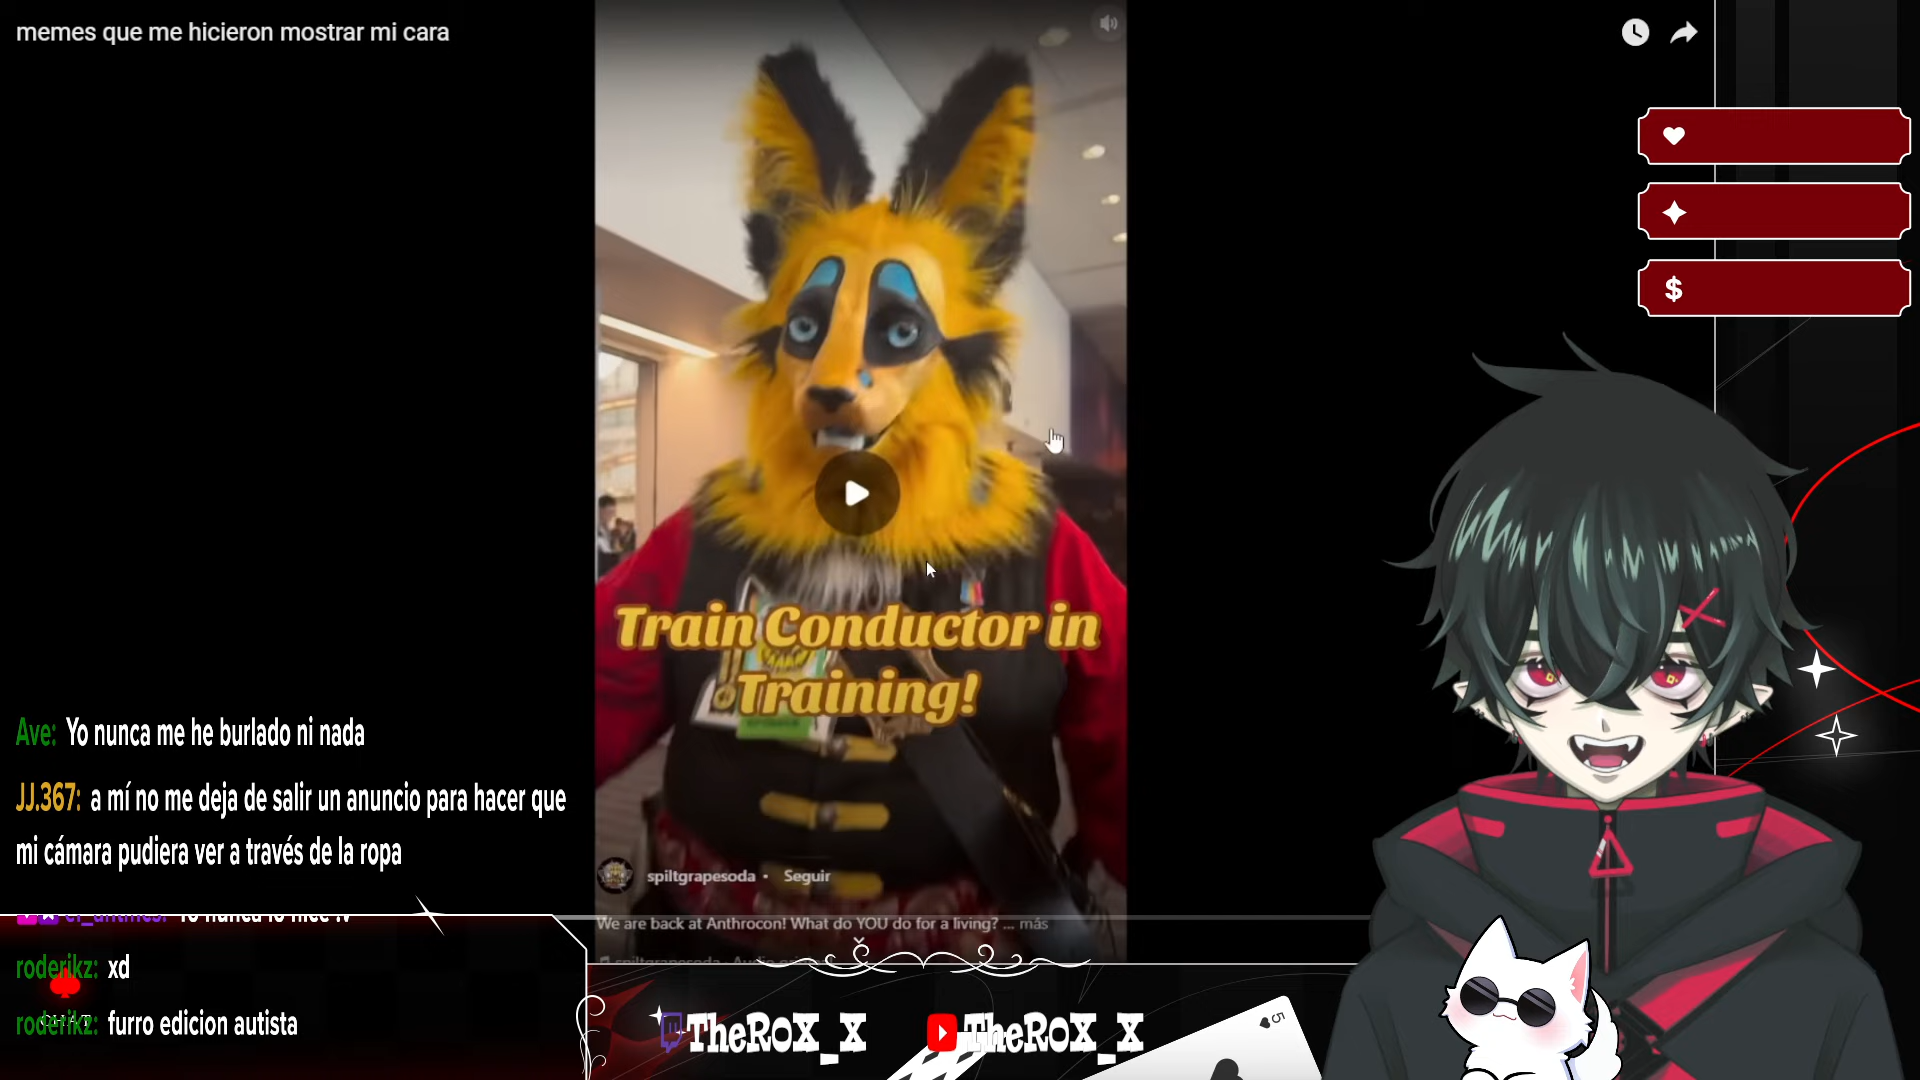 memes que me hicieron mostrar mi cara
Train Conductor in
Training!
Ave: Yo nunca me he burlado ni nada
JJ.367: a mí no me deja de salir un anuncio para hacer que
mi cámara pudiera ver a través de la ropa
roderikz: xd
roderikz: furro edicion autista
spiltgrapesoda • Seguir
We are back at Anthrocon! What do YOU do for a living? ... más
TheRoX_X
TheRoX_X
5